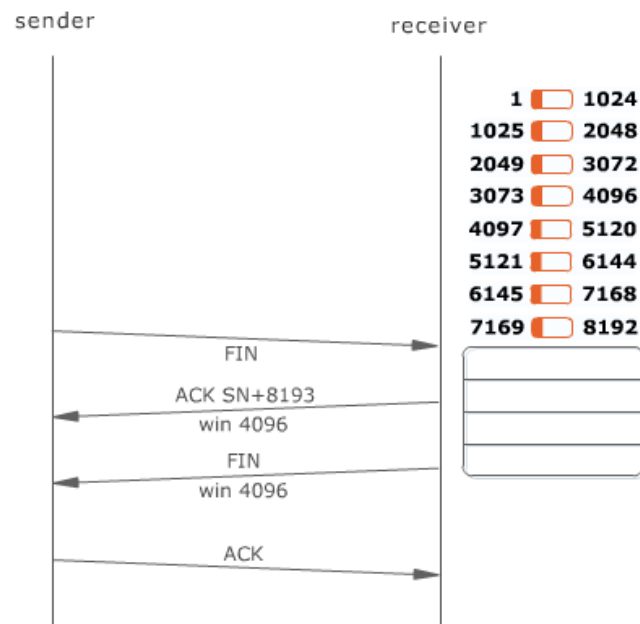 sender
receiver
1 1024
1025 2048
2049 3072
3073 4096
4097 5120
5121 6144
6145 7168
7169 8192
FIN
ACK SN+8193
win 4096
FIN
win 4096
ACK